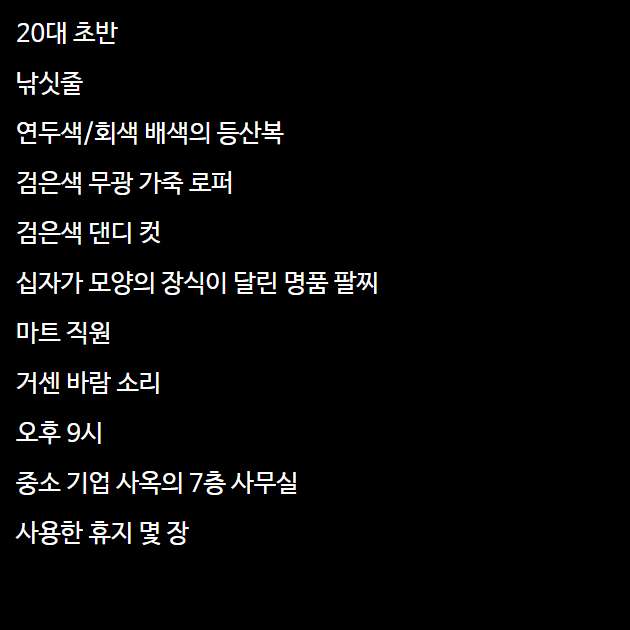 20대 초반
낚싯줄
연두색/회색 배색의 등산복
검은색 무광 가죽 로퍼
검은색 댄디 컷
십자가 모양의 장식이 달린 명품 팔찌
마트 직원
거센 바람 소리
오후 9시
중소 기업 사옥의 7층 사무실
사용한 휴지 몇 장